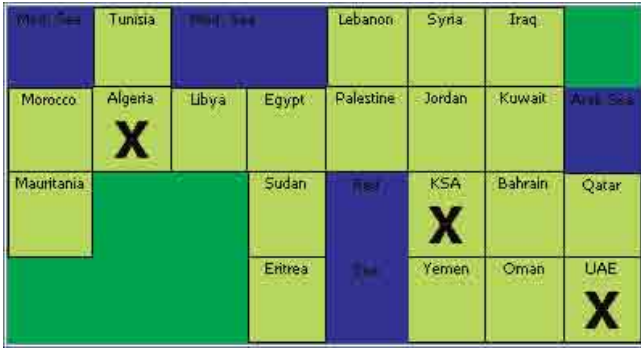 Med. Sea Tunisia Med. Sea Lebanon Syria Iraq
Morocco Algeria Libya Egypt Palestine Jordan Kuwait Arab Sea
X
Mauritania Sudan Red KSA Bahrain Qatar
X
Eritrea Sea Yemen Oman UAE
X